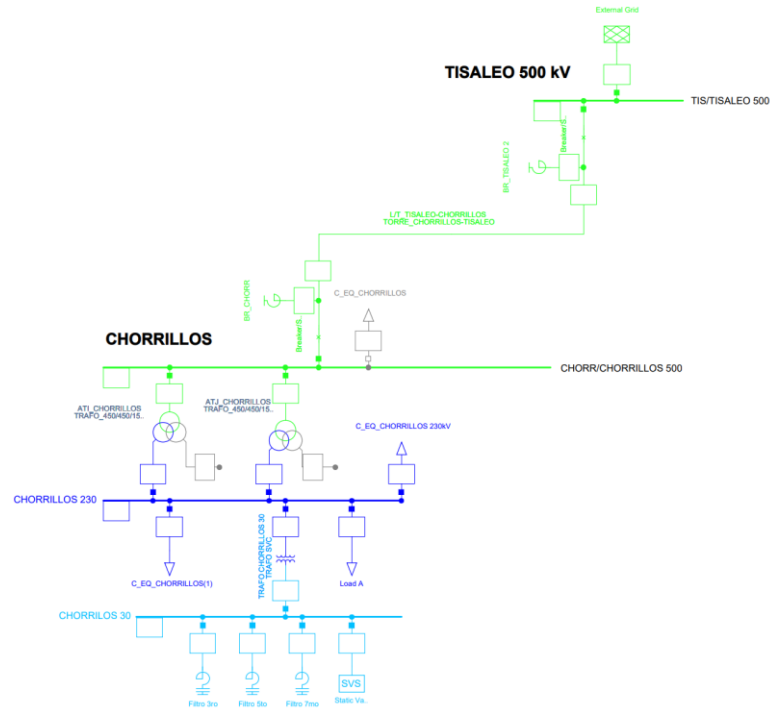 External Grid
TISALEO 500 kV
TIS/TISALEO 500
Breaker/S..
BR_TISALEO 2
L/T_TISALEO-CHORRILLOS
TORRE_CHORRILLOS-TISALEO
C_EQ_CHORRILLOS
BR_CHORR
Breaker/S..
CHORRILLOS
CHORR/CHORRILLOS 500
ATI_CHORRILLOS
TRAFO_450/450/15..
ATJ_CHORRILLOS
TRAFO_450/450/15..
C_EQ_CHORRILLOS 230kV
CHORRILLOS 230
TRAFO CHORRILLOS 30
TRAFO SVC
C_EQ_CHORRILLOS(1)
Load A
CHORRILOS 30
SVS
Filtro 3ro
Filtro 5to
Filtro 7mo
Static Va..